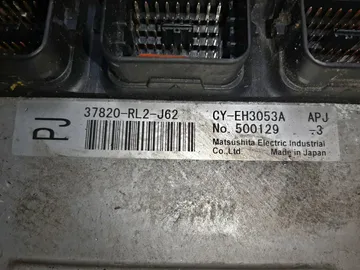 PJ
37820-RL2-J62 CY-EH3053A APJ
No. 500129 -3
Matsushita Electric Industrial
Co.,Ltd Made in Japan